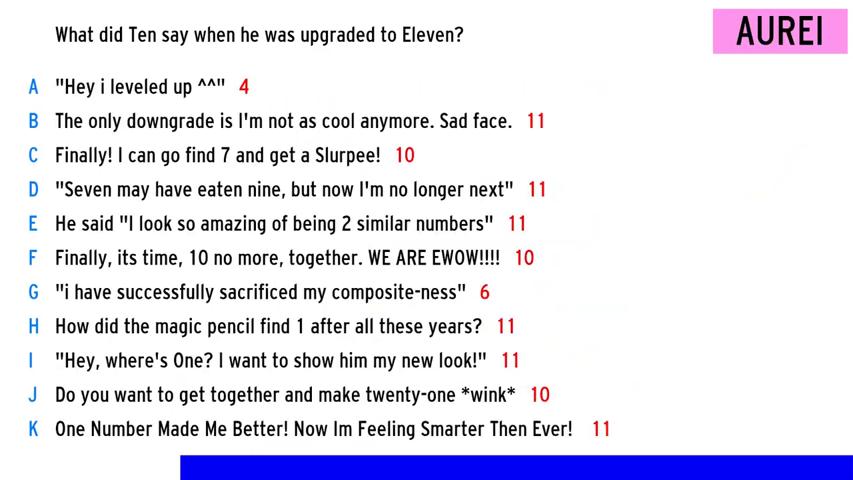 What did Ten say when he was upgraded to Eleven?
AUREI
A "Hey i leveled up ^^" 4
B The only downgrade is I'm not as cool anymore. Sad face. 11
C Finally! I can go find 7 and get a Slurpee! 10
D "Seven may have eaten nine, but now I'm no longer next" 11
E He said "I look so amazing of being 2 similar numbers" 11
F Finally, its time, 10 no more, together. WE ARE EWOW!!!! 10
G "i have successfully sacrificed my composite-ness" 6
H How did the magic pencil find 1 after all these years? 11
I "Hey, where's One? I want to show him my new look!" 11
J Do you want to get together and make twenty-one *wink* 10
K One Number Made Me Better! Now Im Feeling Smarter Then Ever! 11